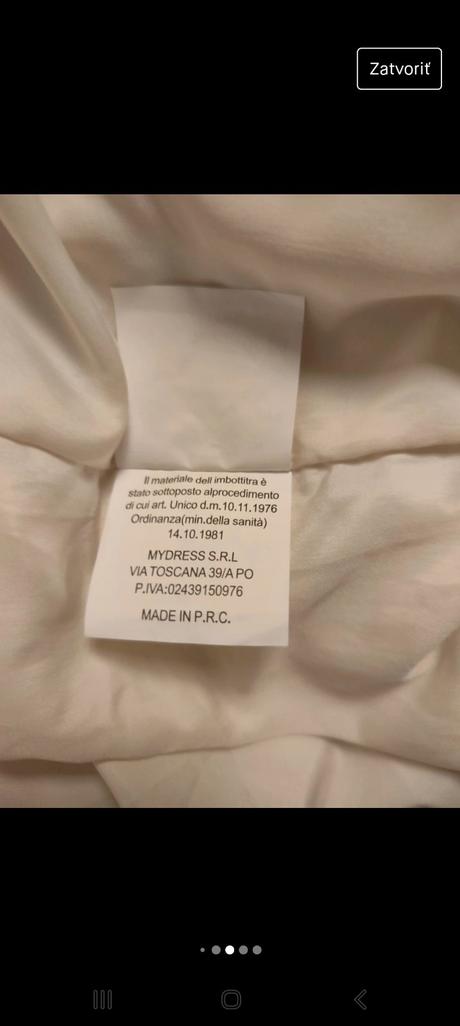 Zatvoriť
Il materiale dell imbottitra è
stato sottoposto alprocedimento
di cui art. Unico d.m.10.11.1976
Ordinanza(min.della sanità)
14.10.1981
MYDRESS S.R.L
VIA TOSCANA 39/A PO
P.IVA:02439150976
MADE IN P.R.C.